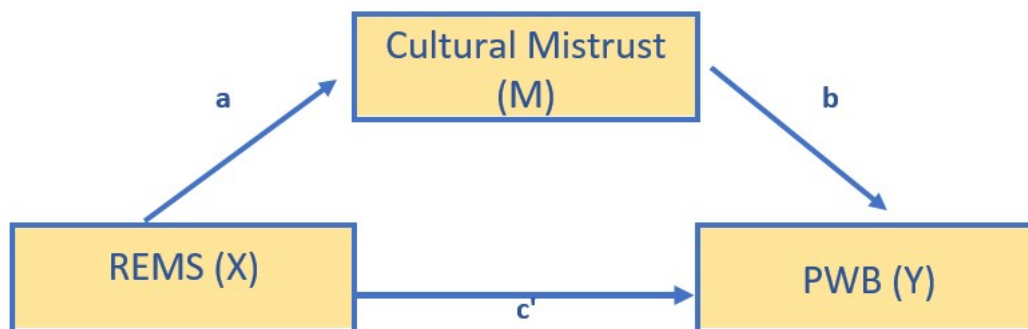 Cultural Mistrust
(M)
a
b
REMS (X)
PWB (Y)
c'